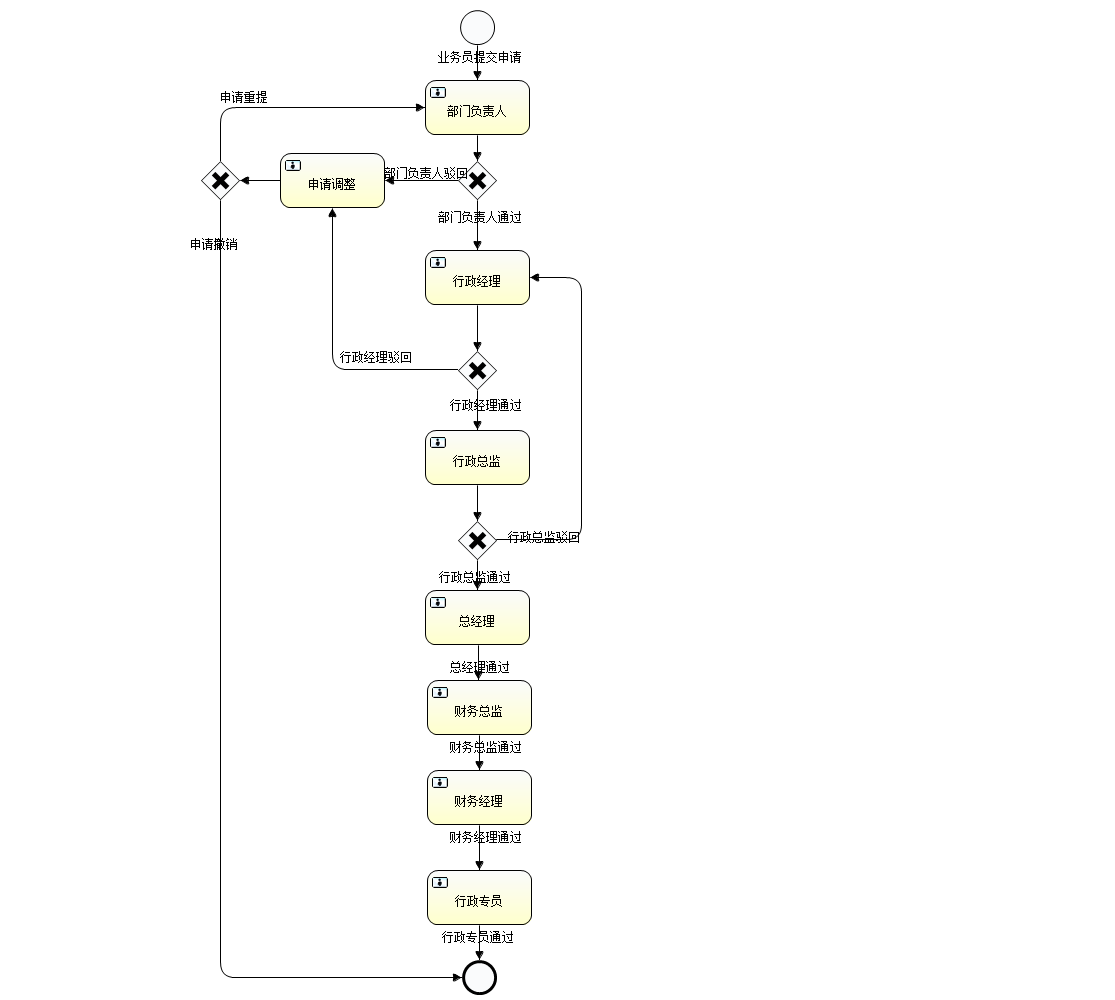 业务员提交申请
申请重提
部门负责人
部门负责人驳回
申请调整
部门负责人通过
申请撤销
行政经理
行政经理驳回
行政经理通过
行政总监
行政总监驳回
行政总监通过
总经理
总经理通过
财务总监
财务总监通过
财务经理
财务经理通过
行政专员
行政专员通过